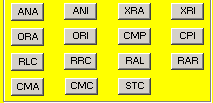 ANA ANI XRA XRI
ORA ORI CMP CPI
RLC RRC RAL RAR
CMA CMC STC